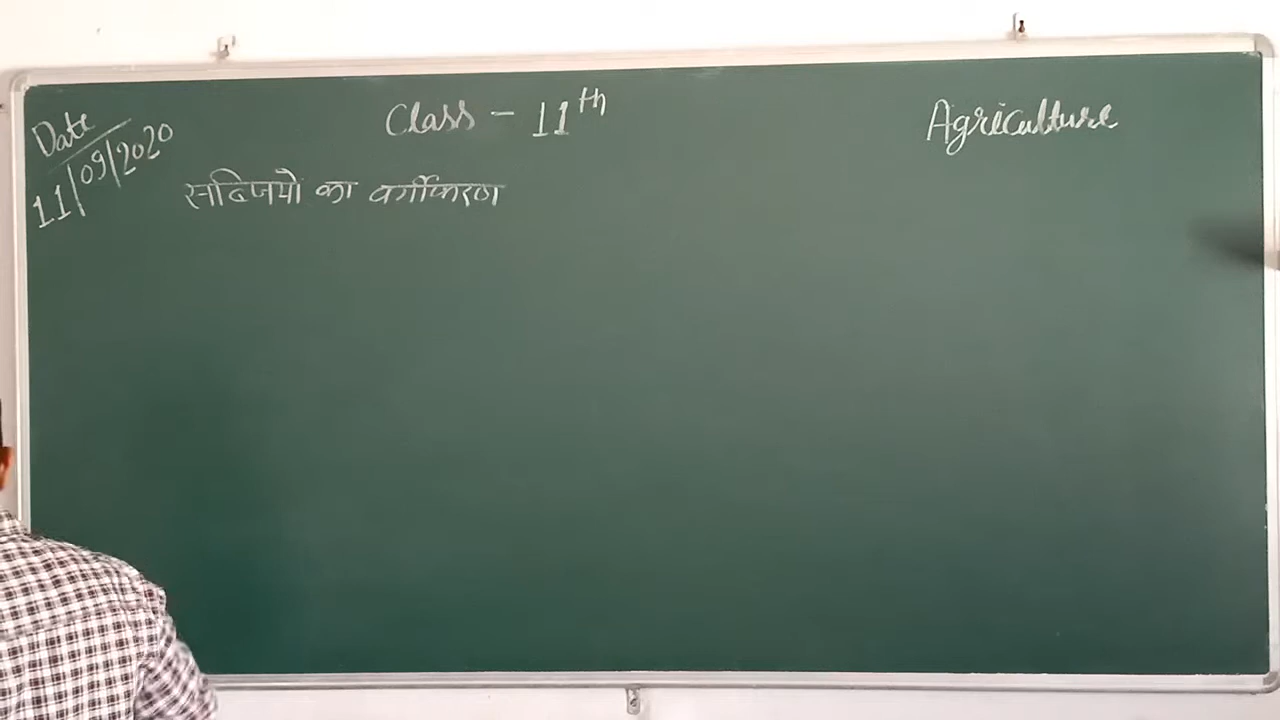 Date
11/09/2020
Class - 11th
Agriculture
सब्जियों का वर्गीकरण